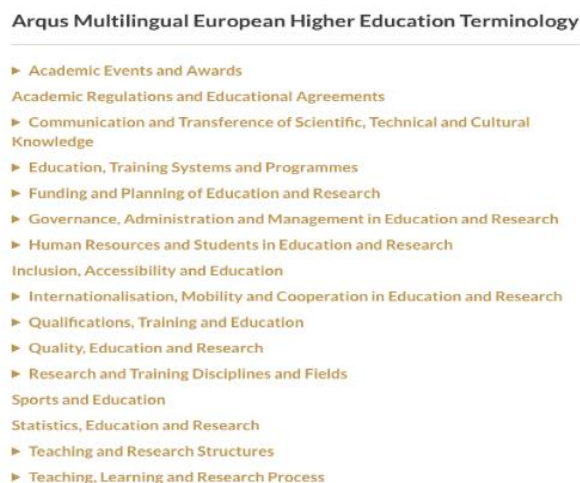 Arqus Multilingual European Higher Education Terminology
► Academic Events and Awards
Academic Regulations and Educational Agreements
► Communication and Transference of Scientific, Technical and Cultural
Knowledge
► Education, Training Systems and Programmes
► Funding and Planning of Education and Research
► Governance, Administration and Management in Education and Research
► Human Resources and Students in Education and Research
Inclusion, Accessibility and Education
► Internationalisation, Mobility and Cooperation in Education and Research
► Qualifications, Training and Education
► Quality, Education and Research
► Research and Training Disciplines and Fields
Sports and Education
Statistics, Education and Research
► Teaching and Research Structures
► Teaching, Learning and Research Process